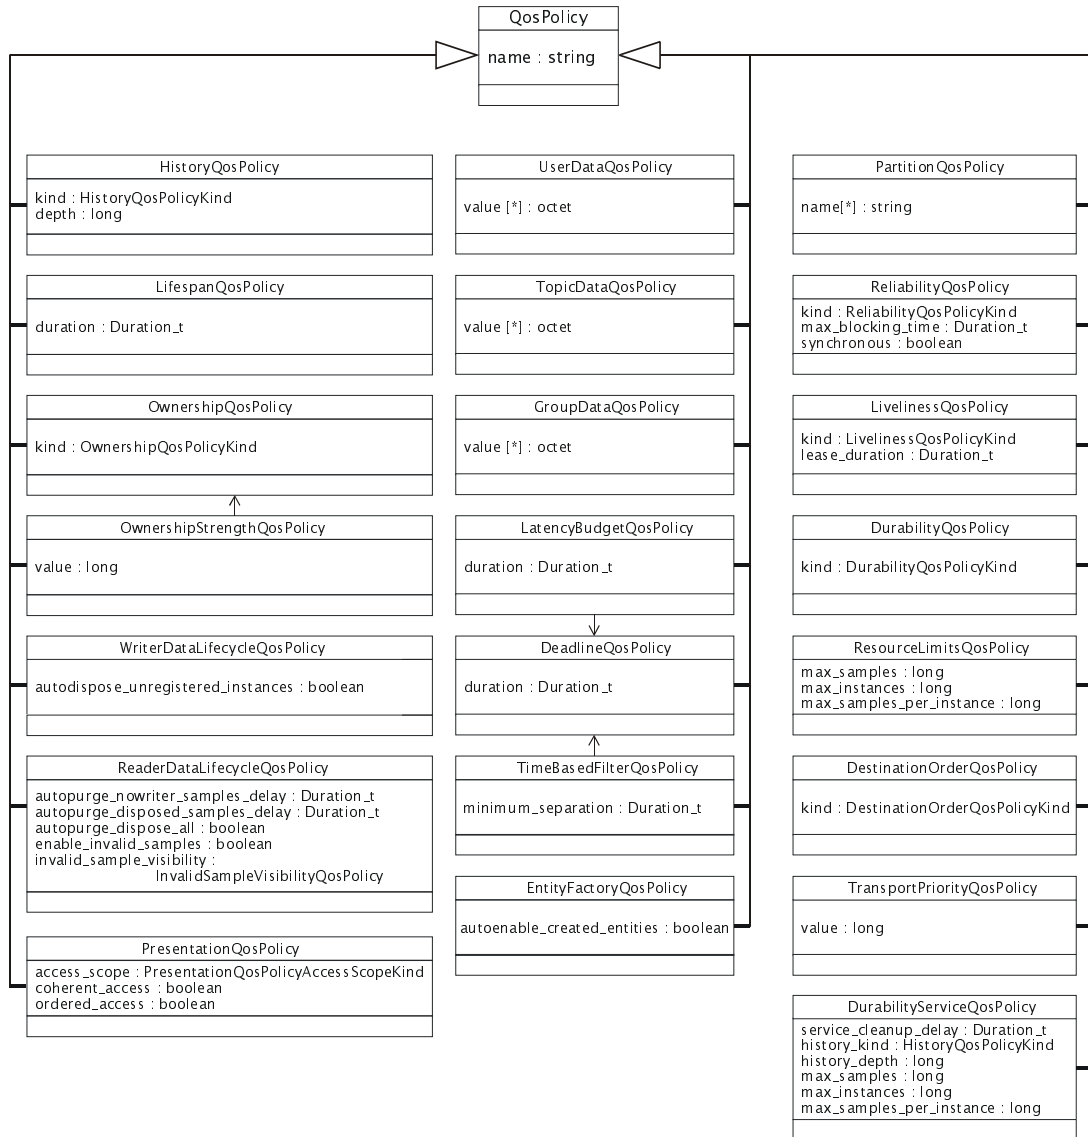 QosPolicy
name : string
HistoryQosPolicy
kind : HistoryQosPolicyKind
depth : long
LifespanQosPolicy
duration : Duration_t
OwnershipQosPolicy
kind : OwnershipQosPolicyKind
OwnershipStrengthQosPolicy
value : long
WriterDataLifecycleQosPolicy
autodispose_unregistered_instances : boolean
ReaderDataLifecycleQosPolicy
autopurge_nowriter_samples_delay : Duration_t
autopurge_disposed_samples_delay : Duration_t
autopurge_dispose_all : boolean
enable_invalid_samples : boolean
invalid_sample_visibility :
InvalidSampleVisibilityQosPolicy
PresentationQosPolicy
access_scope : PresentationQosPolicyAccessScopeKind
coherent_access : boolean
ordered_access : boolean
UserDataQosPolicy
value [*] : octet
TopicDataQosPolicy
value [*] : octet
GroupDataQosPolicy
value [*] : octet
LatencyBudgetQosPolicy
duration : Duration_t
DeadlineQosPolicy
duration : Duration_t
TimeBasedFilterQosPolicy
minimum_separation : Duration_t
EntityFactoryQosPolicy
autoenable_created_entities : boolean
PartitionQosPolicy
name[*] : string
ReliabilityQosPolicy
kind : ReliabilityQosPolicyKind
max_blocking_time : Duration_t
synchronous : boolean
LivelinessQosPolicy
kind : LivelinessQosPolicyKind
lease_duration : Duration_t
DurabilityQosPolicy
kind : DurabilityQosPolicyKind
ResourceLimitsQosPolicy
max_samples : long
max_instances : long
max_samples_per_instance : long
DestinationOrderQosPolicy
kind : DestinationOrderQosPolicyKind
TransportPriorityQosPolicy
value : long
DurabilityServiceQosPolicy
service_cleanup_delay : Duration_t
history_kind : HistoryQosPolicyKind
history_depth : long
max_samples : long
max_instances : long
max_samples_per_instance : long